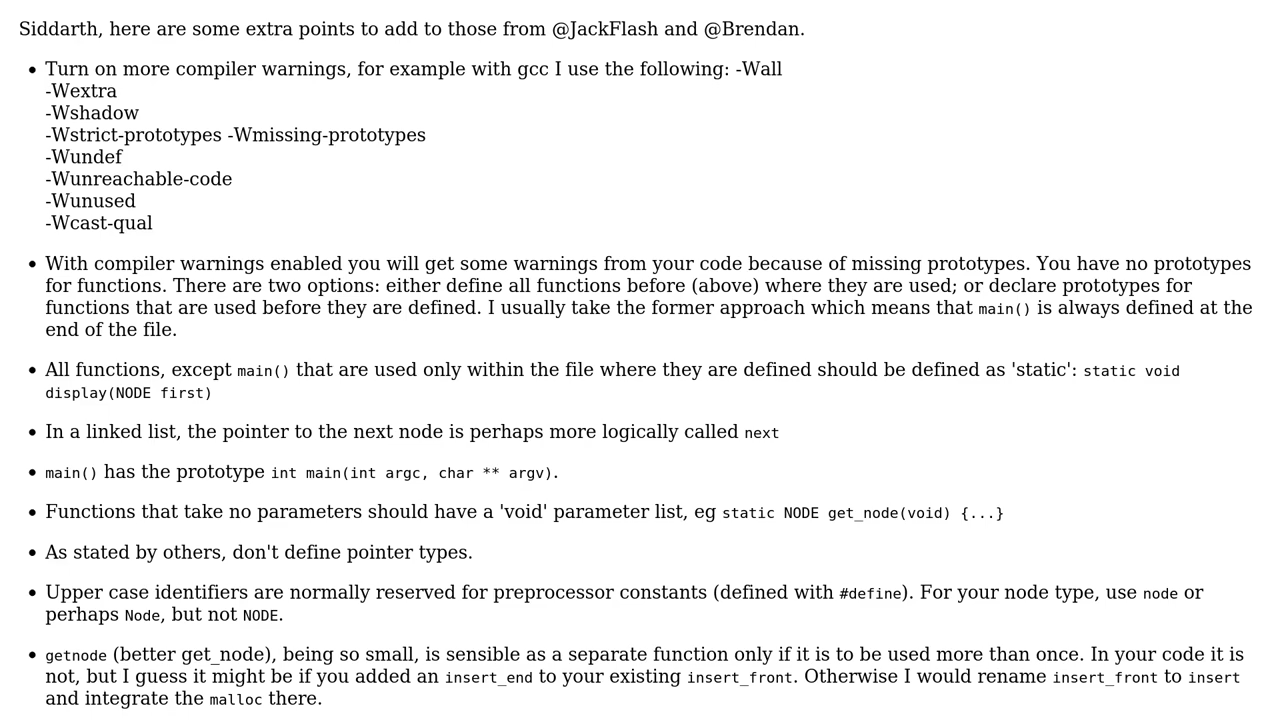 Siddarth, here are some extra points to add to those from @JackFlash and @Brendan.
• Turn on more compiler warnings, for example with gcc I use the following: -Wall
-Wextra
-Wshadow
-Wstrict-prototypes -Wmissing-prototypes
-Wundef
-Wunreachable-code
-Wunused
-Wcast-qual
• With compiler warnings enabled you will get some warnings from your code because of missing prototypes. You have no prototypes
for functions. There are two options: either define all functions before (above) where they are used; or declare prototypes for
functions that are used before they are defined. I usually take the former approach which means that main() is always defined at the
end of the file.
• All functions, except main() that are used only within the file where they are defined should be defined as 'static': static void
display(NODE first)
• In a linked list, the pointer to the next node is perhaps more logically called next
• main() has the prototype int main(int argc, char ** argv).
• Functions that take no parameters should have a 'void' parameter list, eg static NODE get_node(void) {...}
• As stated by others, don't define pointer types.
• Upper case identifiers are normally reserved for preprocessor constants (defined with #define). For your node type, use node or
perhaps Node, but not NODE.
• getnode (better get_node), being so small, is sensible as a separate function only if it is to be used more than once. In your code it is
not, but I guess it might be if you added an insert_end to your existing insert_front. Otherwise I would rename insert_front to insert
and integrate the malloc there.